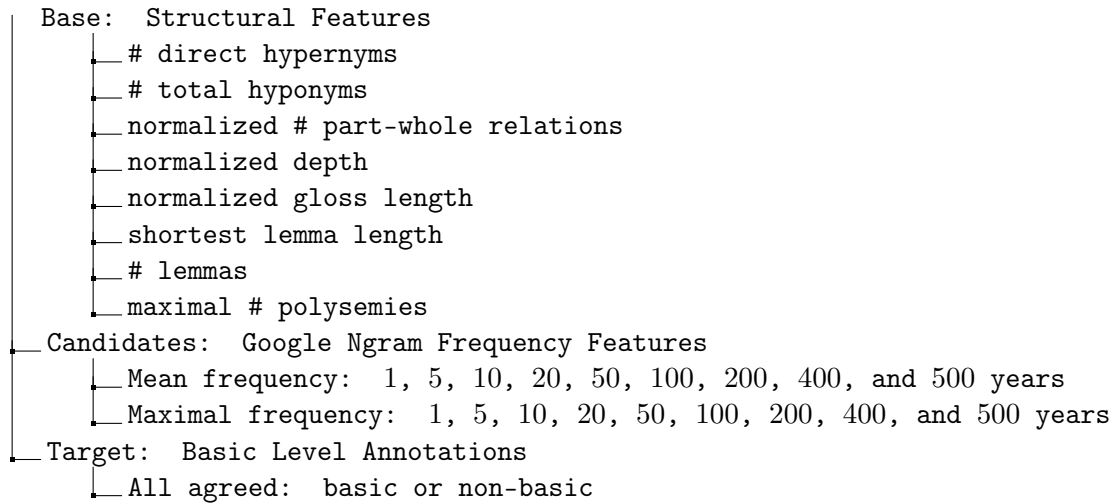 Base: Structural Features
# direct hypernyms
# total hyponyms
normalized # part-whole relations
normalized depth
normalized gloss length
shortest lemma length
# lemmas
maximal # polysemies
Candidates: Google Ngram Frequency Features
Mean frequency: 1, 5, 10, 20, 50, 100, 200, 400, and 500 years
Maximal frequency: 1, 5, 10, 20, 50, 100, 200, 400, and 500 years
Target: Basic Level Annotations
All agreed: basic or non-basic